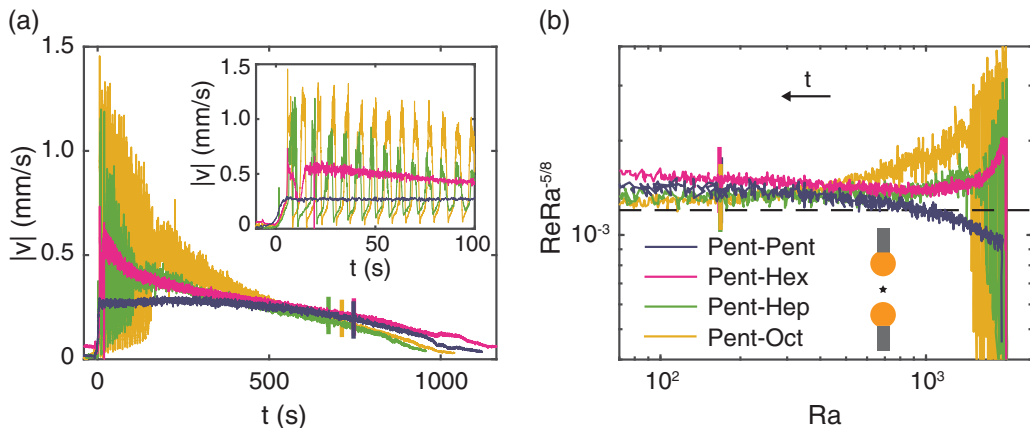 (a)
1.5
1.0
0.5
0
|v| (mm/s)
0
500
1000
t (s)
1.5
1.0
0.5
0
|v| (mm/s)
0
50
100
t (s)
(b)
t
ReRa-5/8
10-3
Pent-Pent
Pent-Hex
Pent-Hep
Pent-Oct
102
103
Ra